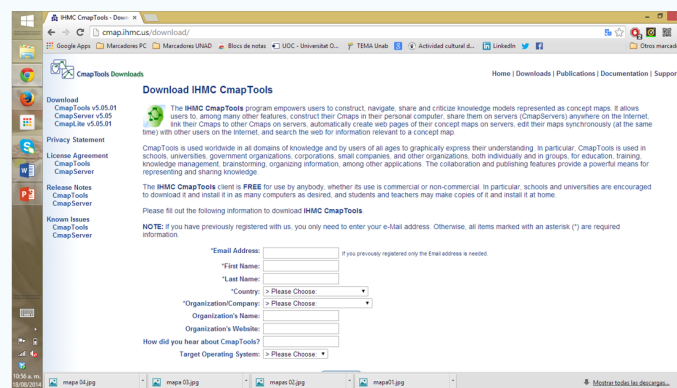 IHMC CmapTools - Down
cmap.ihmc.us/download/
Google Apps
Marcadores PC
Marcadores UNAD
Blocs de notas
UOC - Universitat O...
TEMA Unab
Actividad cultural d...
LinkedIn
Otros marcado
CmapTools Downloads
Home | Downloads | Publications | Documentation | Suppor
Download
CmapTools v5.05.01
CmapServer v5.05
CmapLite v5.05.01
Privacy Statement
License Agreement
CmapTools
CmapServer
Release Notes
CmapTools
CmapServer
Known Issues
CmapTools
CmapServer
Download IHMC CmapTools
The IHMC CmapTools program empowers users to construct, navigate, share and criticize knowledge models represented as concept maps. It allows
users to, among many other features, construct their Cmaps in their personal computer, share them on servers (CmapServers) anywhere on the Internet,
link their Cmaps to other Cmaps on servers, automatically create web pages of their concept maps on servers, edit their maps synchronously (at the same
time) with other users on the Internet, and search the web for information relevant to a concept map.
CmapTools is used worldwide in all domains of knowledge and by users of all ages to graphically express their understanding. In particular, CmapTools is used in
schools, universities, government organizations, corporations, small companies, and other organizations, both individually and in groups, for education, training,
knowledge management, brainstorming, organizing information, among other applications. The collaboration and publishing features provide a powerful means for
representing and sharing knowledge.
The IHMC CmapTools client is FREE for use by anybody, whether its use is commercial or non-commercial. In particular, schools and universities are encouraged
to download it and install it in as many computers as desired, and students and teachers may make copies of it and install it at home.
Please fill out the following information to download IHMC CmapTools.
NOTE: If you have previously registered with us, you only need to enter your e-Mail address. Otherwise, all items marked with an asterisk (*) are required
information.
*Email Address:
If you prevously registered only the Email address is needed.
*First Name:
*Last Name:
*Country: > Please Choose:
*Organization/Company: > Please Choose:
Organization's Name:
Organization's Website:
How did you hear about CmapTools?
Target Operating System: > Please Choose:
10:56 a. m.
18/08/2014
mapa 04.jpg
mapa 03.jpg
mapas 02.jpg
mapa01.jpg
Mostrar todas las descargas...